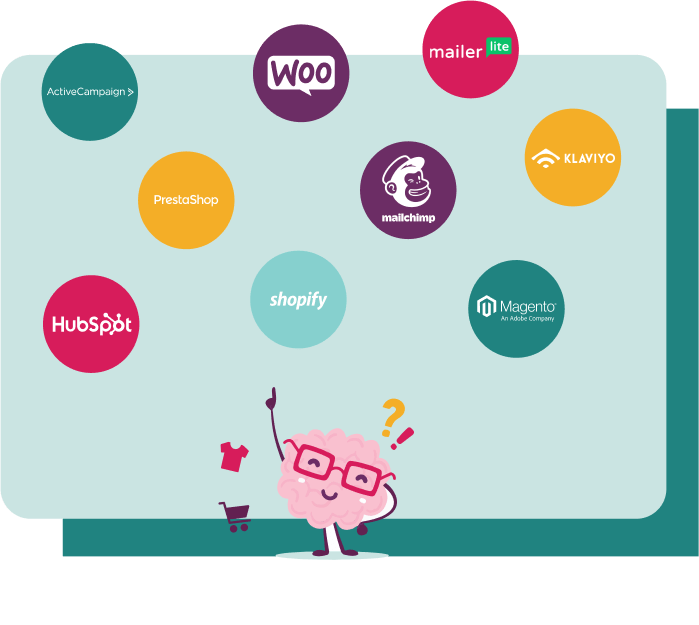 ActiveCampaign >
Woo
mailer lite
KLAVIYO
PrestaShop
mailchimp
HubSpot
shopify
Magento
An Adobe Company
?
!